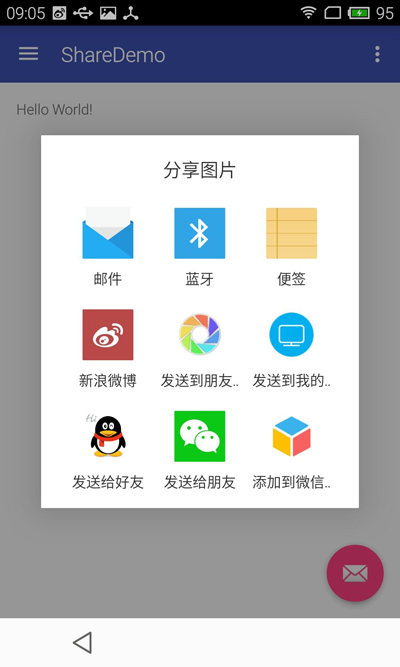 09:05
95
ShareDemo
Hello World!
分享图片
邮件
蓝牙
便签
新浪微博
发送到朋友..
发送到我的..
Hi
发送给好友
发送给朋友
添加到微信..